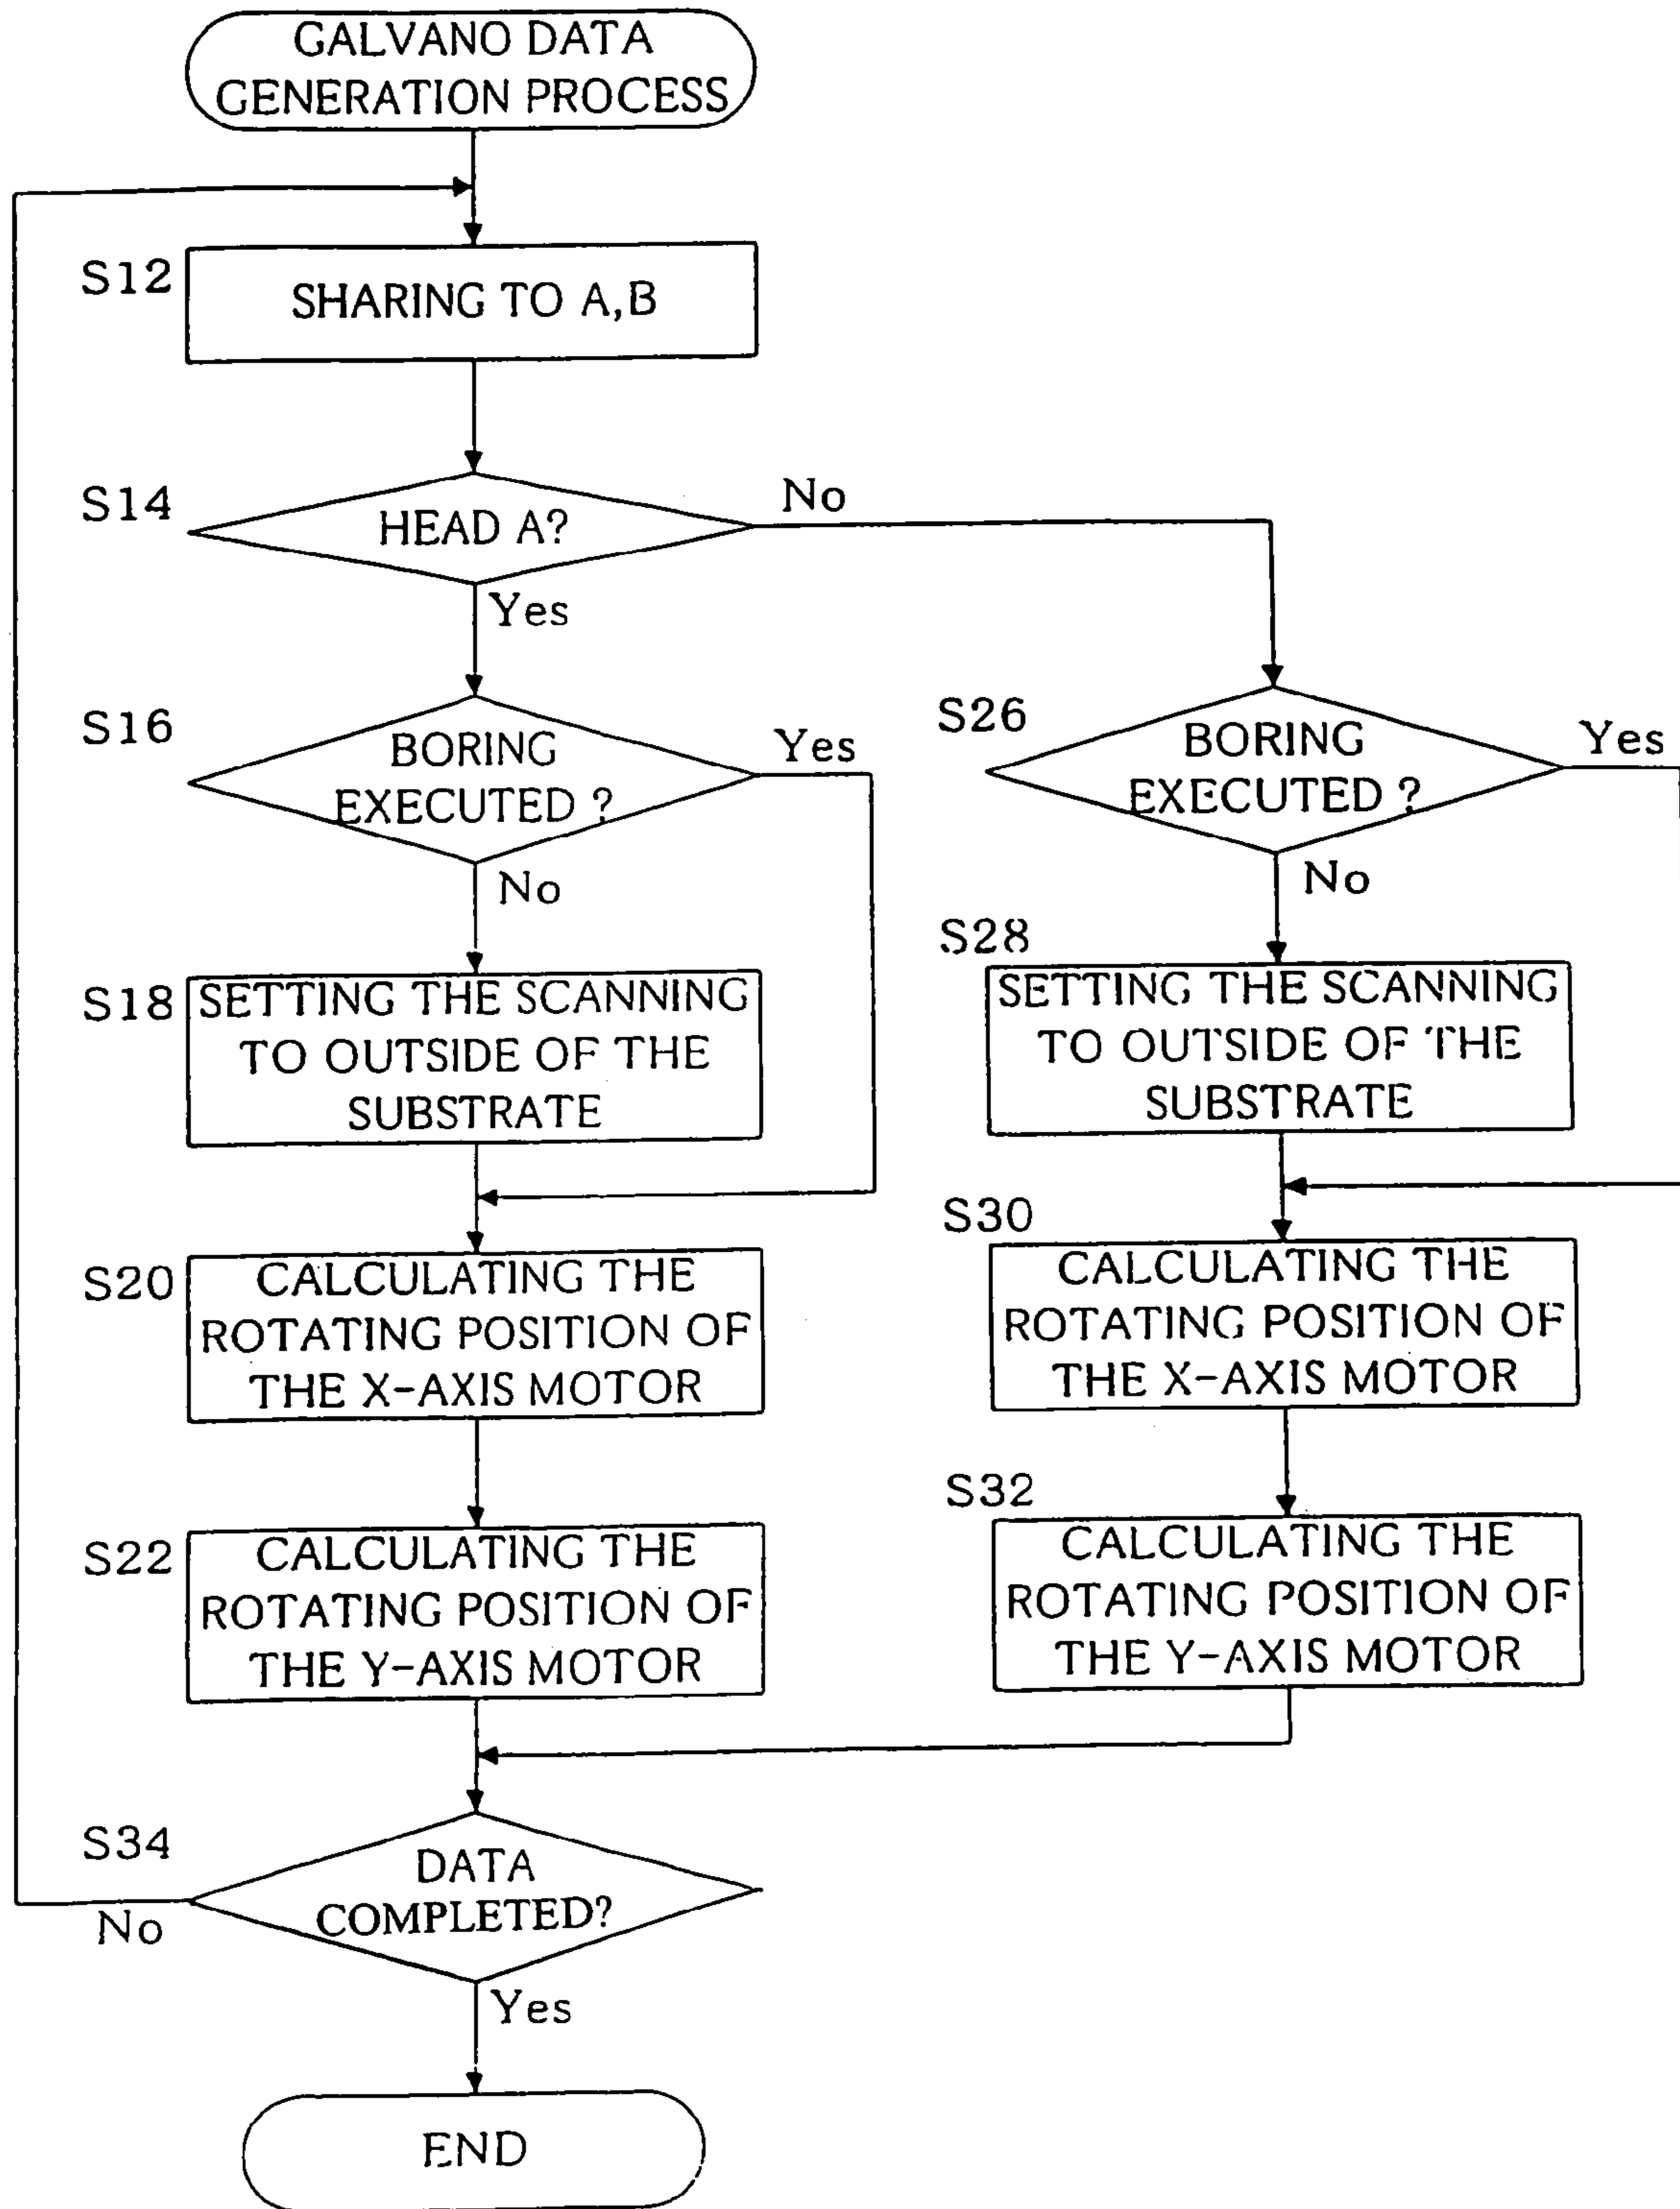 GALVANO DATA
GENERATION PROCESS
S12
SHARING TO A,B
S14
HEAD A?
No
Yes
S16
BORING
EXECUTED ?
Yes
No
S26
BORING
EXECUTED ?
Yes
No
S18
SETTING THE SCANNING
TO OUTSIDE OF THE
SUBSTRATE
S28
SETTING THE SCANNING
TO OUTSIDE OF THE
SUBSTRATE
S20
CALCULATING THE
ROTATING POSITION OF
THE X-AXIS MOTOR
S30
CALCULATING THE
ROTATING POSITION OF
THE X-AXIS MOTOR
S22
CALCULATING THE
ROTATING POSITION OF
THE Y-AXIS MOTOR
S32
CALCULATING THE
ROTATING POSITION OF
THE Y-AXIS MOTOR
S34
DATA
COMPLETED?
No
Yes
END